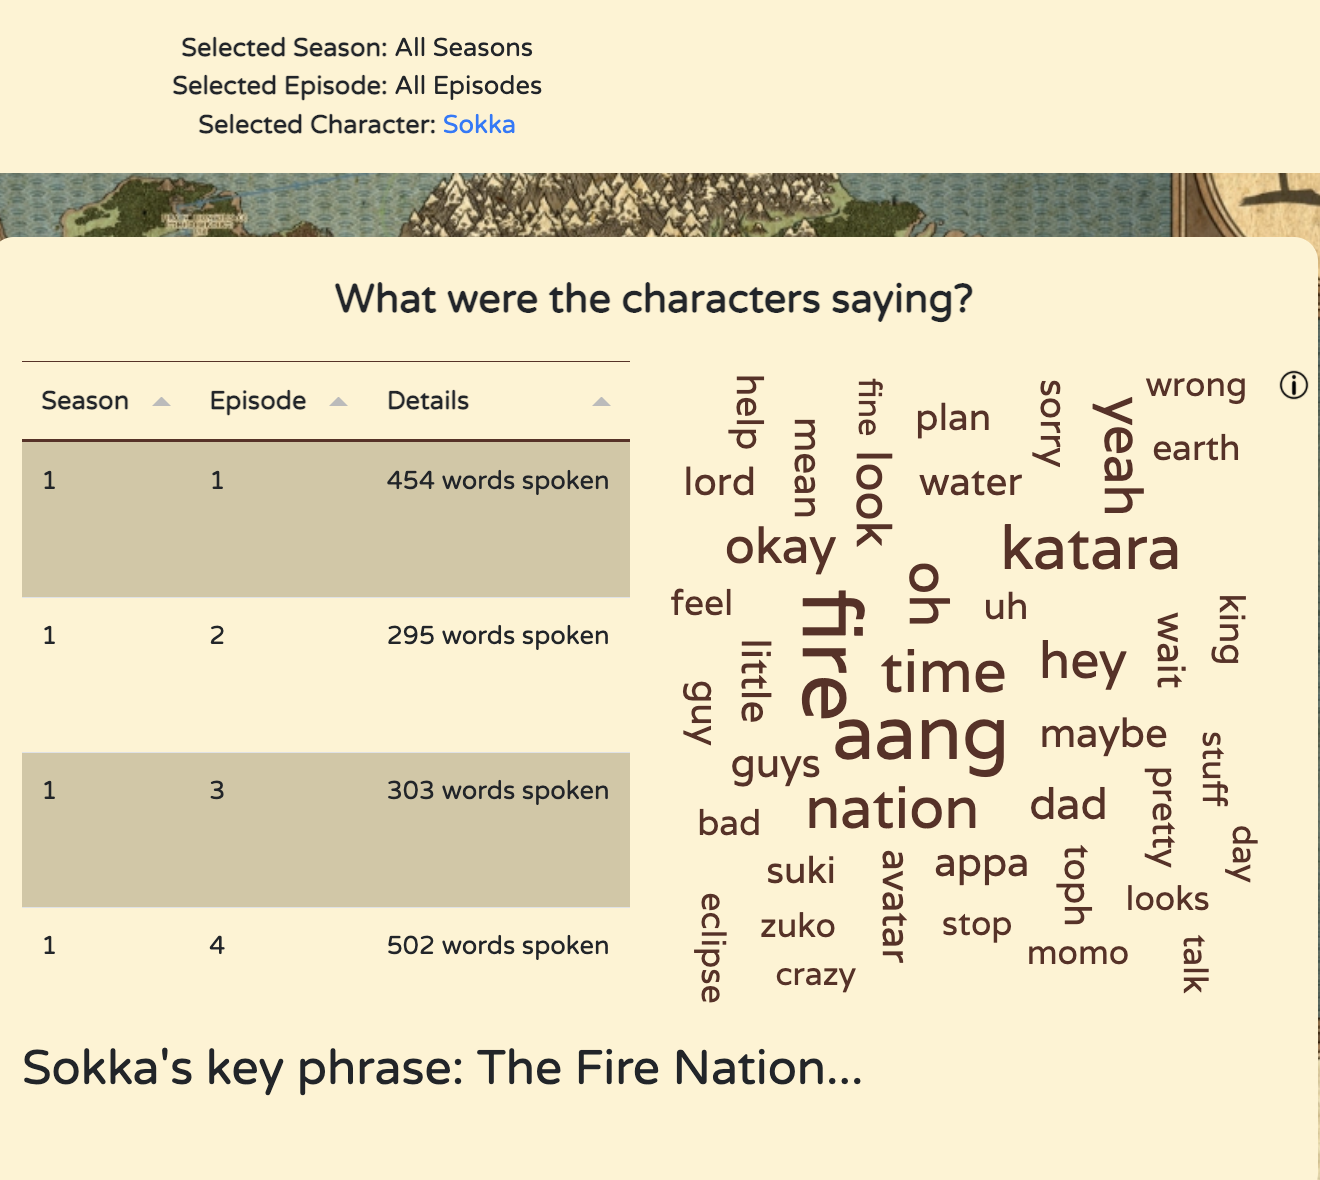 Selected Season: All Seasons
Selected Episode: All Episodes
Selected Character: Sokka
What were the characters saying?
Season Episode Details
1 1 454 words spoken
1 2 295 words spoken
1 3 303 words spoken
1 4 502 words spoken
help
fine
sorry
wrong
plan
yeah
mean
earth
look
lord
water
okay
katara
oh
feel
fire
uh
king
wait
little
time
hey
guy
aang
maybe
stuff
guys
pretty
nation
dad
bad
day
suki
avatar
appa
toph
looks
eclipse
zuko
stop
momo
talk
crazy
Sokka's key phrase: The Fire Nation...